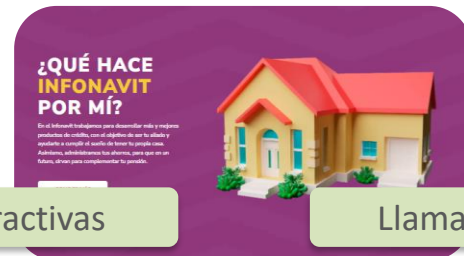 ¿QUÉ HACE
INFONAVIT
POR MÍ?
En el Infonavit trabajamos para desarrollar más y mejores
productos de crédito, con el objetivo de ser tu aliado y
ayudarte a cumplir el sueño de tener tu propia casa.
Asimismo, administramos tus ahorros, para que en un
futuro, sirvan para complementar tu pensión.
ractivas
Llama